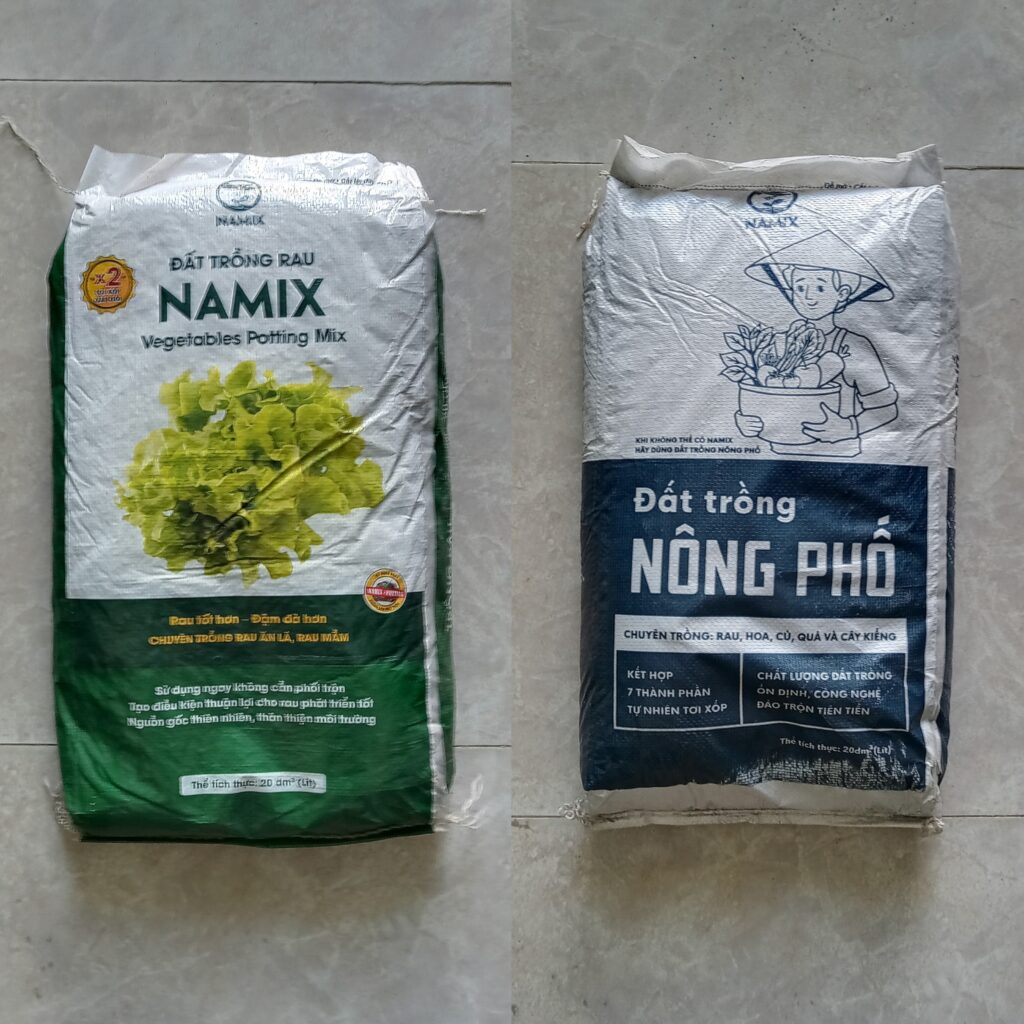 NAMIX
ĐẤT TRỒNG RAU
NAMIX
Vegetables Potting Mix
X2
Rau tốt hơn - Đậm đà hơn
CHUYÊN TRỒNG RAU ĂN LÁ, RAU MẦM
Sử dụng ngay không cần phối trộn
Tạo điều kiện thuận lợi cho rau phát triển tốt
Nguồn gốc thiên nhiên, thân thiện môi trường
Thể tích thực: 20 dm³ (Lít)
NAMIX
KHI KHÔNG THỂ CÓ NAMIX
HÃY DÙNG ĐẤT TRỒNG NÔNG PHỐ
Đất trồng
NÔNG PHỐ
CHUYÊN TRỒNG: RAU, HOA, CỦ, QUẢ VÀ CÂY KIỂNG
KẾT HỢP
7 THÀNH PHẦN
TỰ NHIÊN TƠI XỐP
CHẤT LƯỢNG ĐẤT TRỒNG
ỔN ĐỊNH, CÔNG NGHỆ
ĐẢO TRỘN TIÊN TIẾN
Thể tích thực: 20dm³(Lít)